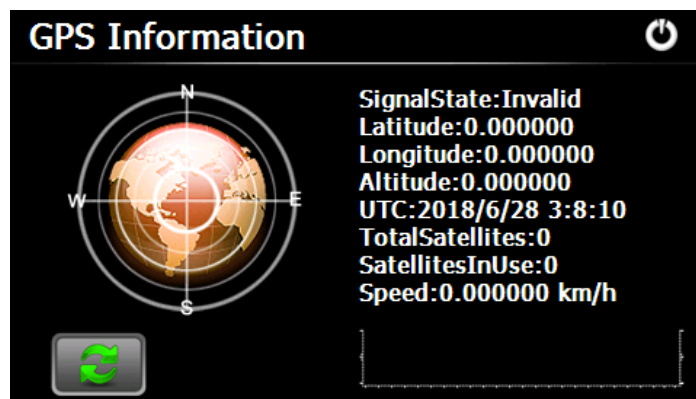 GPS Information
N
W
E
S
SignalState:Invalid
Latitude:0.000000
Longitude:0.000000
Altitude:0.000000
UTC:2018/6/28 3:8:10
TotalSatellites:0
SatellitesInUse:0
Speed:0.000000 km/h